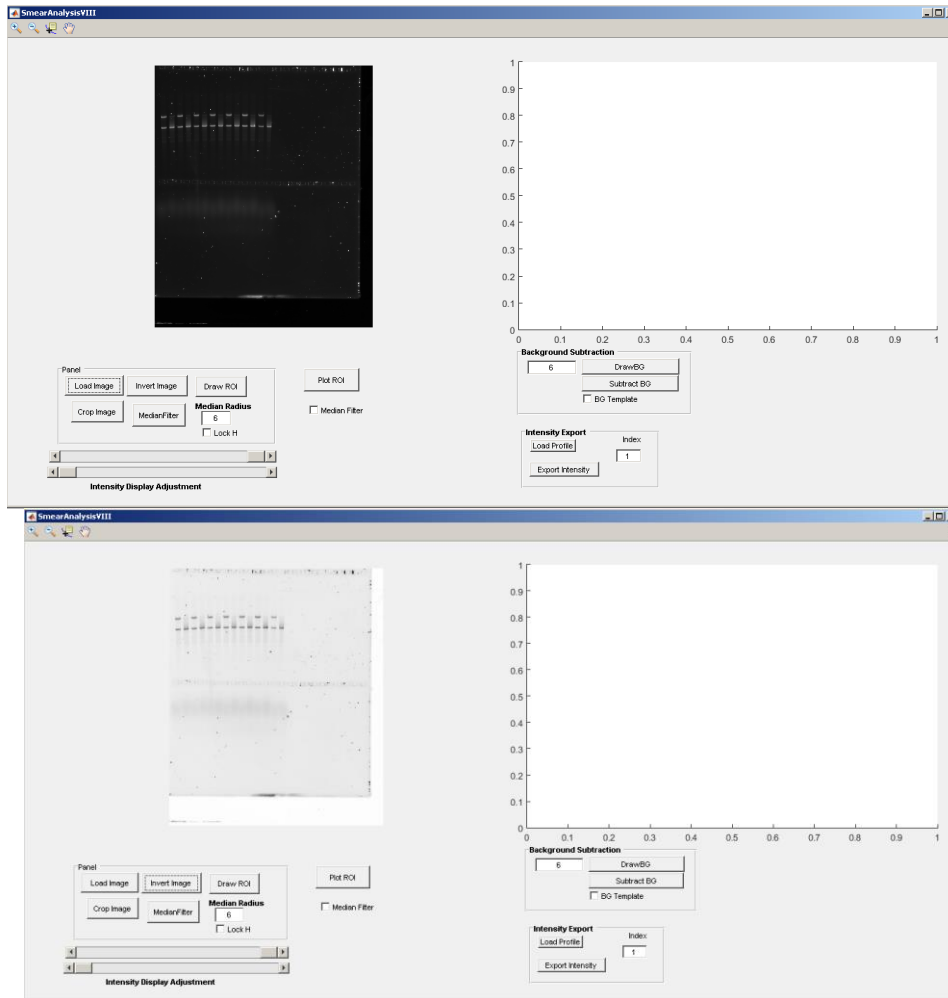 SmearAnalysisVIII
1
0.9
0.8
0.7
0.6
0.5
0.4
0.3
0.2
0.1
0
0 0.1 0.2 0.3 0.4 0.5 0.6 0.7 0.8 0.9 1
Panel
Load Image Invert Image Draw ROI
Crop Image MedianFilter Median Radius
6
Lock H
Intensity Display Adjustment
Plot ROI
Median Filter
Background Subtraction
6 DrawBG
Subtract BG
BG Template
Intensity Export
Load Profile Index
1
Export Intensity
SmearAnalysisVIII
1
0.9
0.8
0.7
0.6
0.5
0.4
0.3
0.2
0.1
0
0 0.1 0.2 0.3 0.4 0.5 0.6 0.7 0.8 0.9 1
Panel
Load Image Invert Image Draw ROI
Crop Image MedianFilter Median Radius
6
Lock H
Intensity Display Adjustment
Plot ROI
Median Filter
Background Subtraction
6 DrawBG
Subtract BG
BG Template
Intensity Export
Load Profile Index
1
Export Intensity